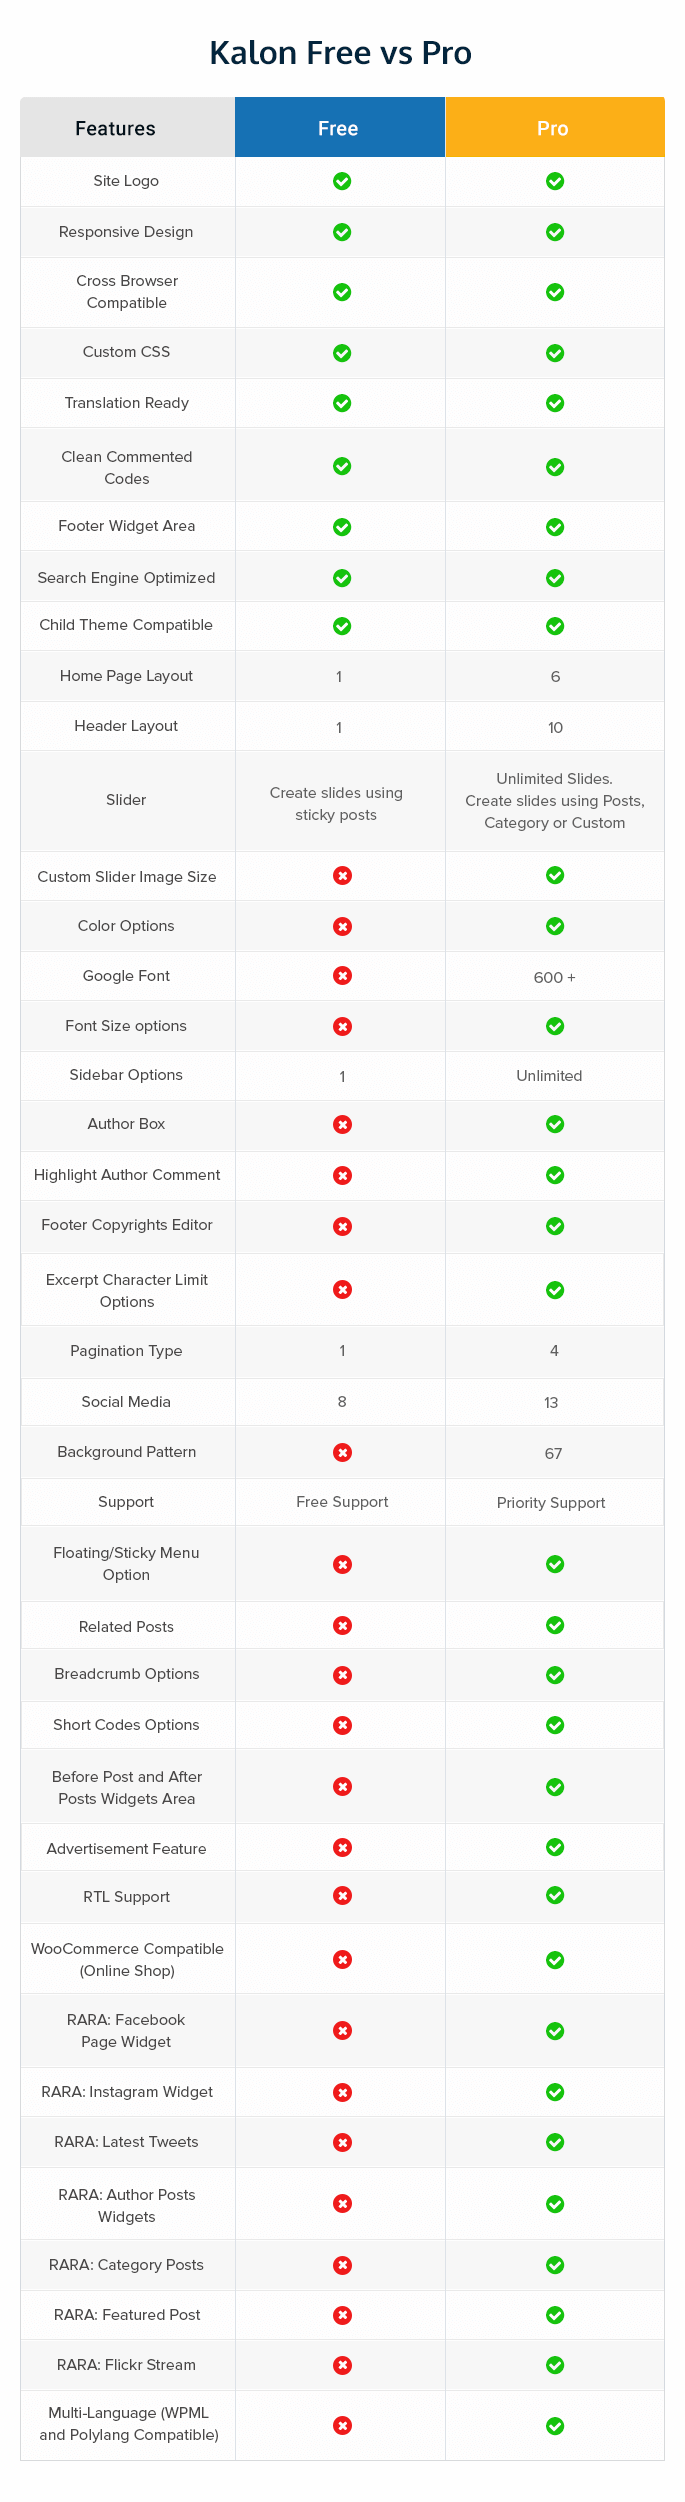 Kalon Free vs Pro
Features Free Pro
Site Logo
Responsive Design
Cross Browser
Compatible
Custom CSS
Translation Ready
Clean Commented
Codes
Footer Widget Area
Search Engine Optimized
Child Theme Compatible
Home Page Layout 1 6
Header Layout 1 10
Slider
Create slides using
sticky posts
Unlimited Slides.
Create slides using Posts,
Category or Custom
Custom Slider Image Size
Color Options
Google Font 600 +
Font Size options
Sidebar Options 1 Unlimited
Author Box
Highlight Author Comment
Footer Copyrights Editor
Excerpt Character Limit
Options
Pagination Type 1 4
Social Media 8 13
Background Pattern 67
Support Free Support Priority Support
Floating/Sticky Menu
Option
Related Posts
Breadcrumb Options
Short Codes Options
Before Post and After
Posts Widgets Area
Advertisement Feature
RTL Support
WooCommerce Compatible
(Online Shop)
RARA: Facebook
Page Widget
RARA: Instagram Widget
RARA: Latest Tweets
RARA: Author Posts
Widgets
RARA: Category Posts
RARA: Featured Post
RARA: Flickr Stream
Multi-Language (WPML
and Polylang Compatible)